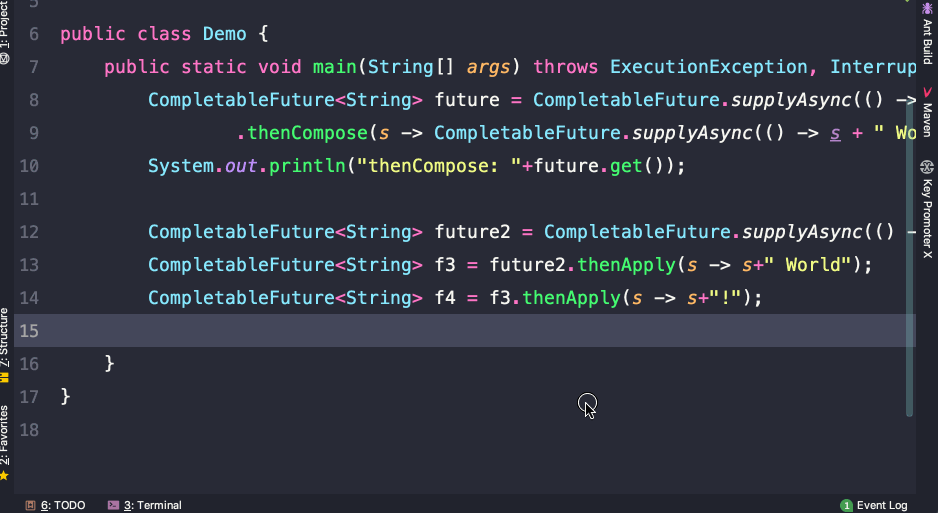 5
6 public class Demo {
7 public static void main(String[] args) throws ExecutionException, Interrup
8 CompletableFuture<String> future = CompletableFuture.supplyAsync(() ->
9 .thenCompose(s -> CompletableFuture.supplyAsync(() -> s + " Wo
10 System.out.println("thenCompose: "+future.get());
11
12 CompletableFuture<String> future2 = CompletableFuture.supplyAsync(() -
13 CompletableFuture<String> f3 = future2.thenApply(s -> s+" World");
14 CompletableFuture<String> f4 = f3.thenApply(s -> s+"!");
15
16 }
17 }
18
1: Project
7: Structure
2: Favorites
Ant Build
Maven
Key Promoter X
6: TODO
3: Terminal
1 Event Log